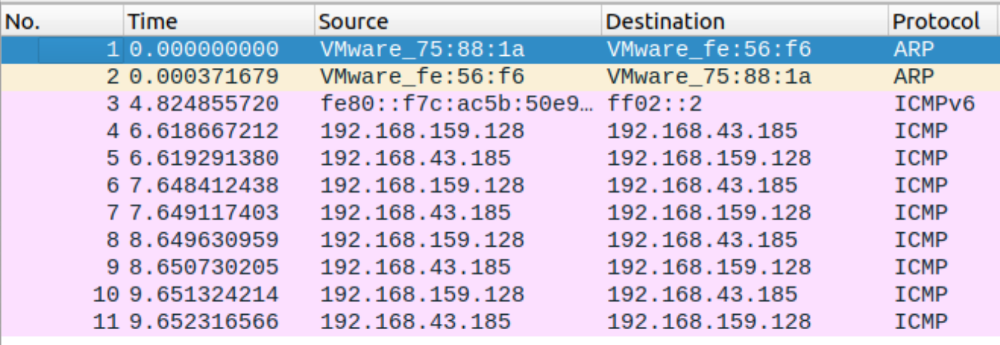 No. Time Source Destination Protocol
1 0.000000000 VMware_75:88:1a VMware_fe:56:f6 ARP
2 0.000371679 VMware_fe:56:f6 VMware_75:88:1a ARP
3 4.824855720 fe80::f7c:ac5b:50e9… ff02::2 ICMPv6
4 6.618667212 192.168.159.128 192.168.43.185 ICMP
5 6.619291380 192.168.43.185 192.168.159.128 ICMP
6 7.648412438 192.168.159.128 192.168.43.185 ICMP
7 7.649117403 192.168.43.185 192.168.159.128 ICMP
8 8.649630959 192.168.159.128 192.168.43.185 ICMP
9 8.650730205 192.168.43.185 192.168.159.128 ICMP
10 9.651324214 192.168.159.128 192.168.43.185 ICMP
11 9.652316566 192.168.43.185 192.168.159.128 ICMP